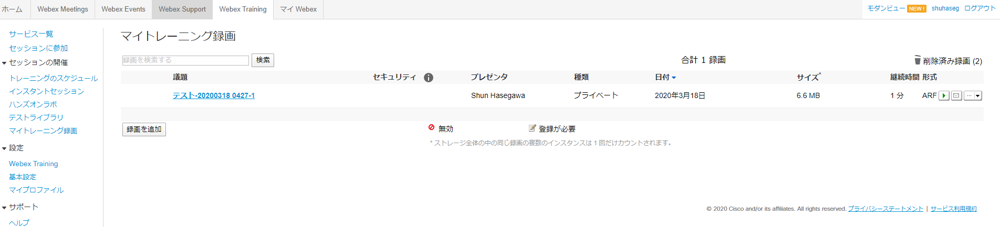 ホーム Webex Meetings Webex Events Webex Support Webex Training マイ Webex モダンビュー NEW ! shuhaseg ログアウト
サービス一覧
セッションに参加
セッションの開催
トレーニングのスケジュール
インスタントセッション
ハンズオンラボ
テストライブラリ
マイトレーニング録画
設定
Webex Training
基本設定
マイプロファイル
サポート
ヘルプ
マイトレーニング録画
録画を検索する 検索 合計 1 録画 削除済み録画 (2)
議題 セキュリティ i プレゼンタ 種類 日付 サイズ* 継続時間 形式
テスト-20200318 0427-1 Shun Hasegawa プライベート 2020年3月18日 6.6 MB 1 分 ARF ...
録画を追加 無効 登録が必要
* ストレージ全体の中の同じ録画の複数のインスタンスは 1 回だけカウントされます。
© 2020 Cisco and/or its affiliates. All rights reserved. プライバシーステートメント | サービス利用規約